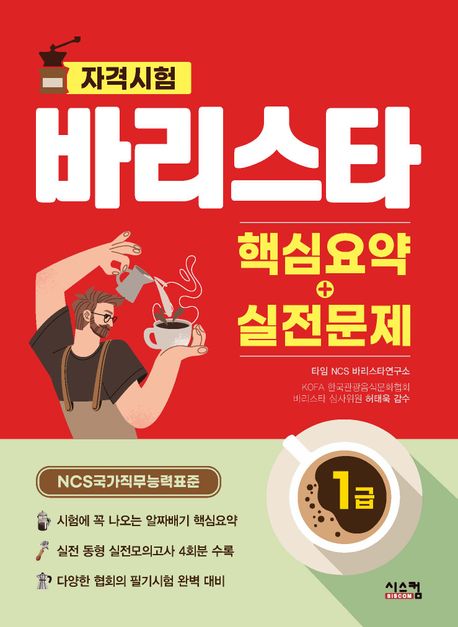 자격시험
바리스타
핵심요약
+
실전문제
타임 NCS 바리스타연구소
KOFA 한국관광음식문화협회
바리스타 심사위원 허태욱 감수
NCS국가직무능력표준
1급
시험에 꼭 나오는 알짜배기 핵심요약
실전 동형 실전모의고사 4회분 수록
다양한 협회의 필기시험 완벽 대비
시스컴
SISCOM